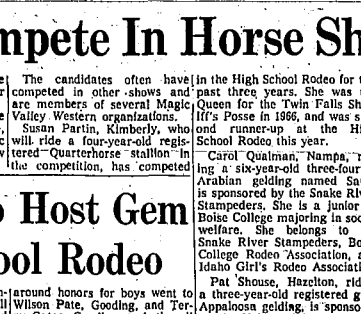 mpete In Horse Sh
The candidates often have
competed in other shows and
are members of several Magic
Valley Western organizations.
Susan Partin, Kimberly, who
will ride a four-year-old regis-
tered Quarterhorse stallion in
the competition, has competed
in the High School Rodeo for
past three years. She was
Queen for the Twin Falls Sh
iff's Posse in 1966, and was s
ond runner-up at the High
School Rodeo this year.
Carol Qualman, Nampa,
ing a six-year-old three-four
Arabian gelding named
is sponsored by the Snake
Stampeders. She is a junior
Boise College majoring in soc
welfare. She belongs to
Snake River Stampeders,
College Rodeo Association,
Idaho Girl's Rodeo Associat
Pat Shouse, Hazelton, rid
a three-year-old registered
Appaloosa gelding, is sponso
Host Gem
ool Rodeo
around honors for boys went to
Wilson Pate, Gooding, and Ter-